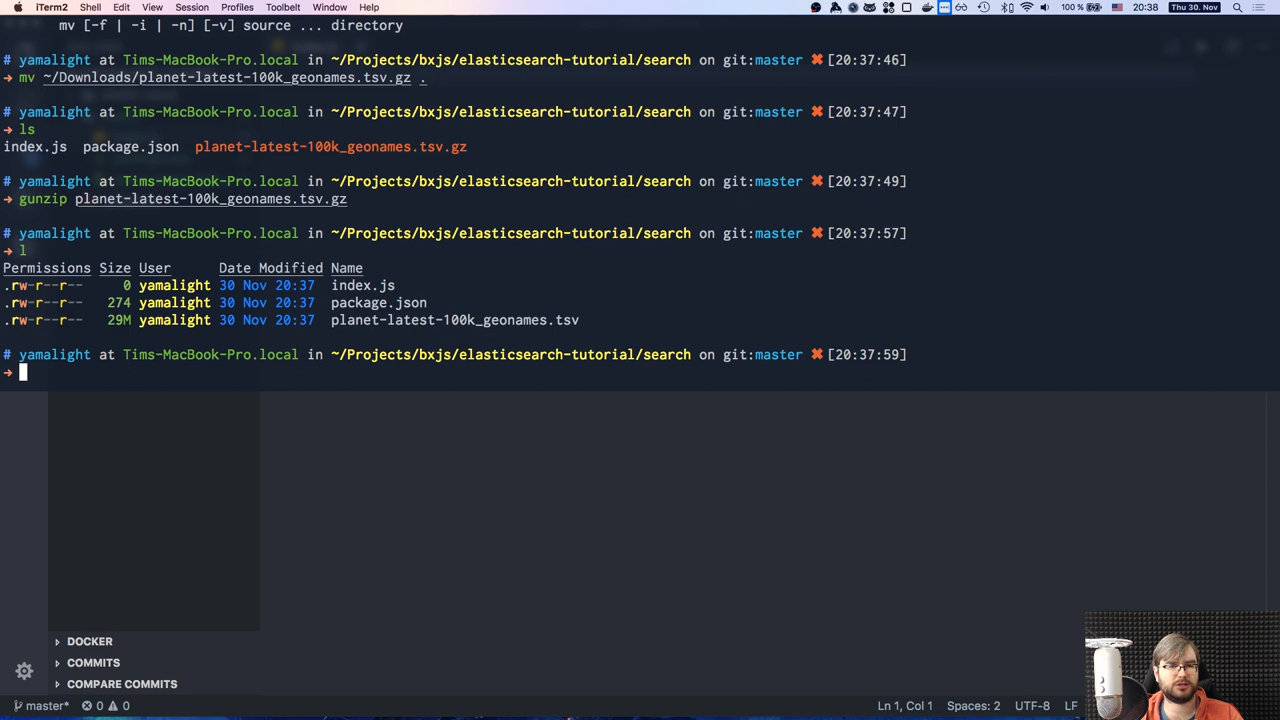 iTerm2 Shell Edit View Session Profiles Toolbelt Window Help 100 % Thu 30. Nov 20:38
mv [-f | -i | -n] [-v] source ... directory
# yamalight at Tims-MacBook-Pro.local in ~/Projects/bxjs/elasticsearch-tutorial/search on git:master ✖ [20:37:46]
➜ mv ~/Downloads/planet-latest-100k_geonames.tsv.gz .
# yamalight at Tims-MacBook-Pro.local in ~/Projects/bxjs/elasticsearch-tutorial/search on git:master ✖ [20:37:47]
➜ ls
index.js package.json planet-latest-100k_geonames.tsv.gz
# yamalight at Tims-MacBook-Pro.local in ~/Projects/bxjs/elasticsearch-tutorial/search on git:master ✖ [20:37:49]
➜ gunzip planet-latest-100k_geonames.tsv.gz
# yamalight at Tims-MacBook-Pro.local in ~/Projects/bxjs/elasticsearch-tutorial/search on git:master ✖ [20:37:57]
➜ l
Permissions Size User Date Modified Name
.rw-r--r-- 0 yamalight 30 Nov 20:37 index.js
.rw-r--r-- 274 yamalight 30 Nov 20:37 package.json
.rw-r--r-- 29M yamalight 30 Nov 20:37 planet-latest-100k_geonames.tsv
# yamalight at Tims-MacBook-Pro.local in ~/Projects/bxjs/elasticsearch-tutorial/search on git:master ✖ [20:37:59]
➜
DOCKER
COMMITS
COMPARE COMMITS
master* 0 0 Ln 1, Col 1 Spaces: 2 UTF-8 LF